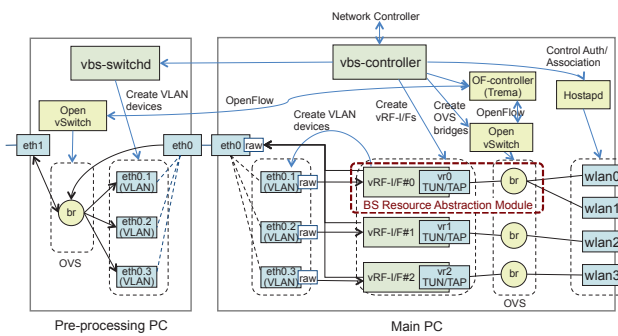 Network Controller
vbs-switchd
vbs-controller
Control Auth/
Association
OF-controller
(Trema)
Hostapd
Create VLAN
devices
OpenFlow
Open
vSwitch
Create VLAN
devices
Create
vRF-I/Fs
Create
OVS
bridges
OpenFlow
Open
vSwitch
eth1
eth0
eth0
raw
eth0.1
(VLAN)
eth0.2
(VLAN)
eth0.3
(VLAN)
br
OVS
eth0.1
(VLAN)
raw
eth0.2
(VLAN)
raw
eth0.3
(VLAN)
raw
vRF-I/F#0
vr0
TUN/TAP
BS Resource Abstraction Module
vRF-I/F#1
vr1
TUN/TAP
vRF-I/F#2
vr2
TUN/TAP
br
br
br
OVS
wlan0
wlan1
wlan2
wlan3
Pre-processing PC
Main PC